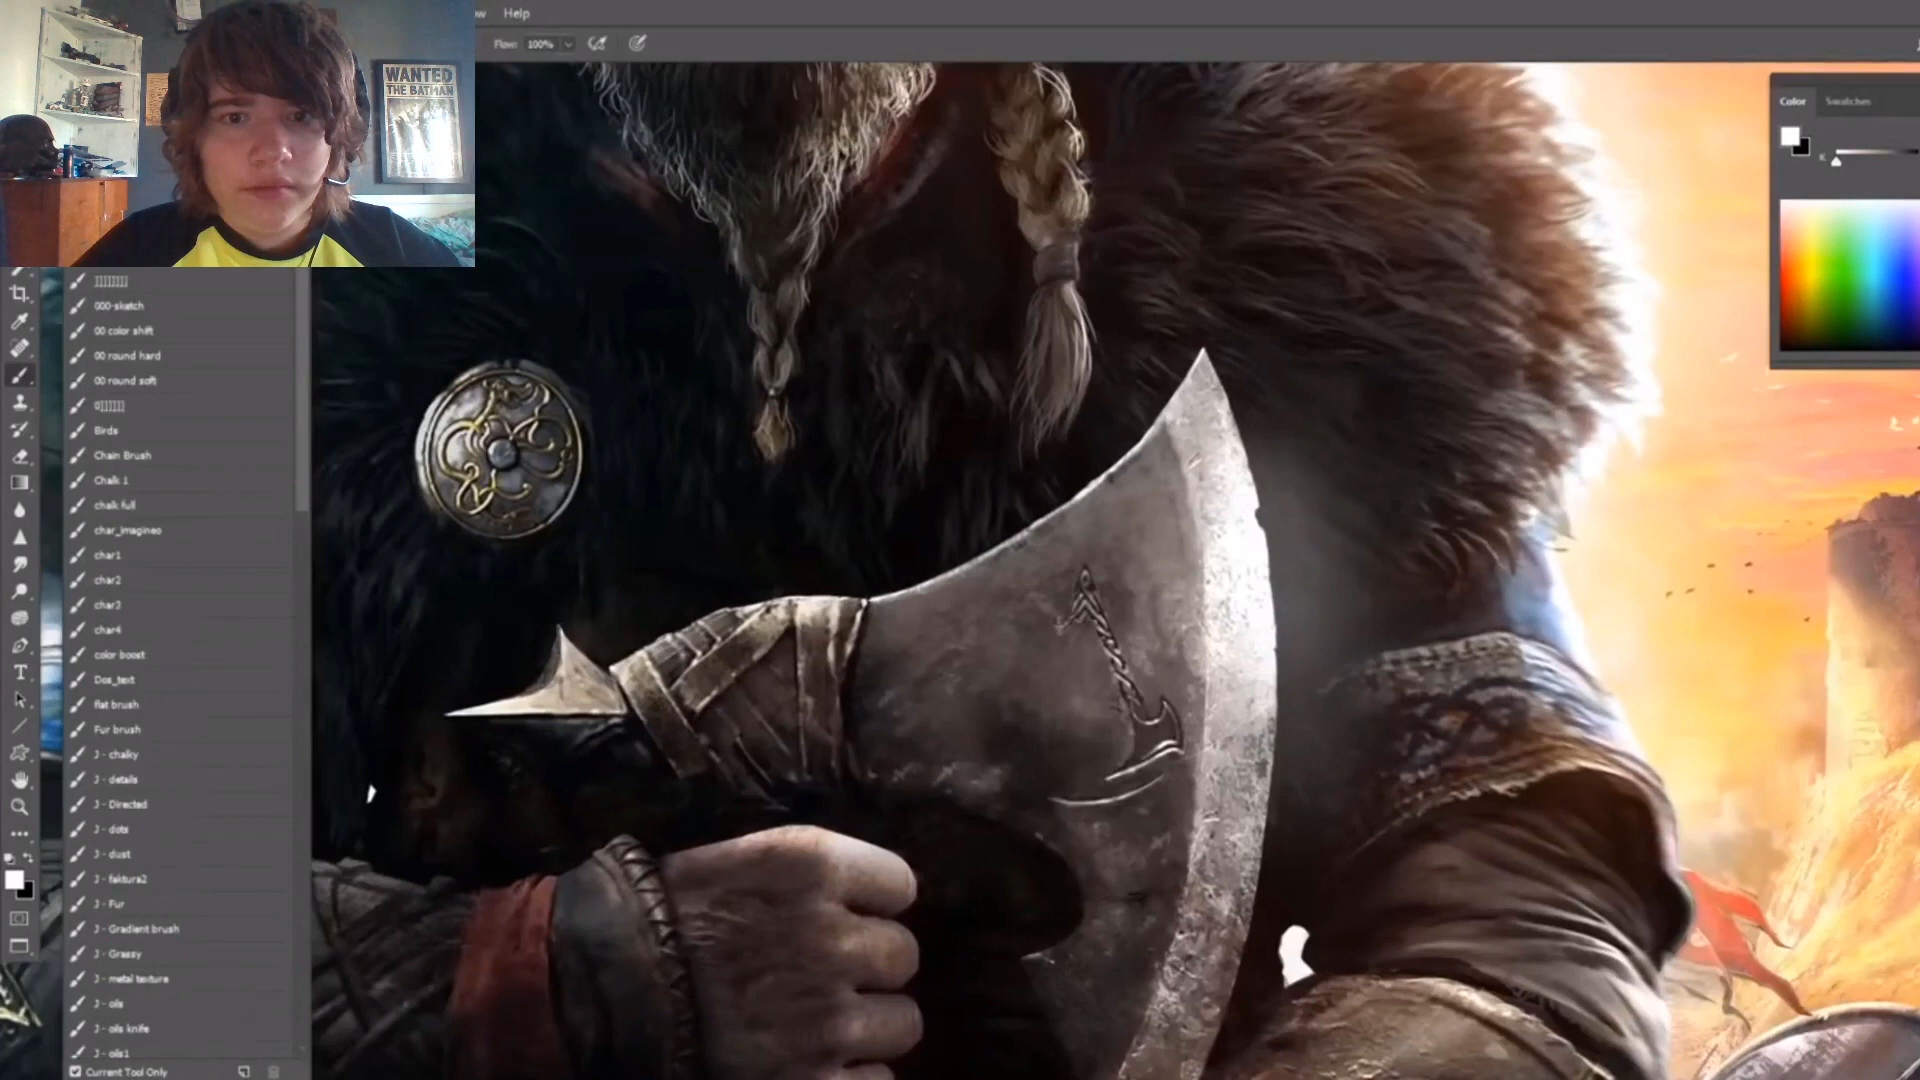 Help
Flow: 100%
WANTED
THE BATMAN
Color
Swatches
K
]]]]]]]]
000-sketch
00 color shift
00 round hard
00 round soft
0]]]]]]
Birds
Chain Brush
Chalk 1
chalk full
char_imagineo
char1
char2
char3
char4
color boost
Dos_text
flat brush
Fur brush
J - chalky
J - details
J - Directed
J - dots
J - dust
J - faktura2
J - Fur
J - Gradient brush
J - Grassy
J - metal texture
J - oils
J - oils knife
J - oils1
Current Tool Only